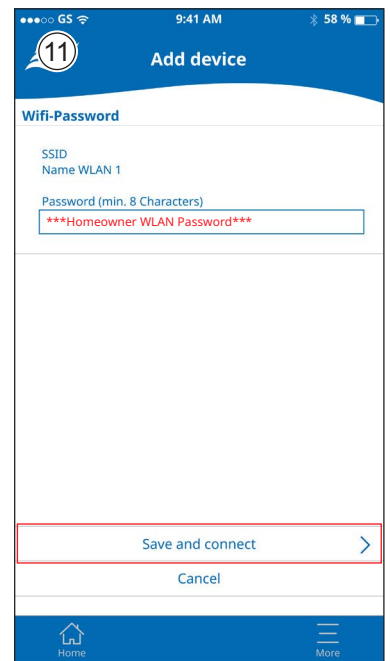 ●●●○○ GS 9:41 AM 58 %
11
Add device
Wifi-Password
SSID
Name WLAN 1
Password (min. 8 Characters)
***Homeowner WLAN Password***
Save and connect
Cancel
Home More